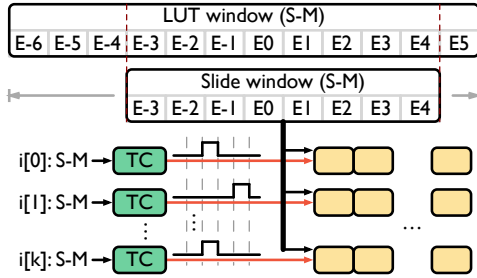 LUT window (S-M)
E-6 E-5 E-4 E-3 E-2 E-1 E0 E1 E2 E3 E4 E5
Slide window (S-M)
E-3 E-2 E-1 E0 E1 E2 E3 E4
i[0]: S-M TC
i[1]: S-M TC
⋮ ⋮ ...
i[k]: S-M TC